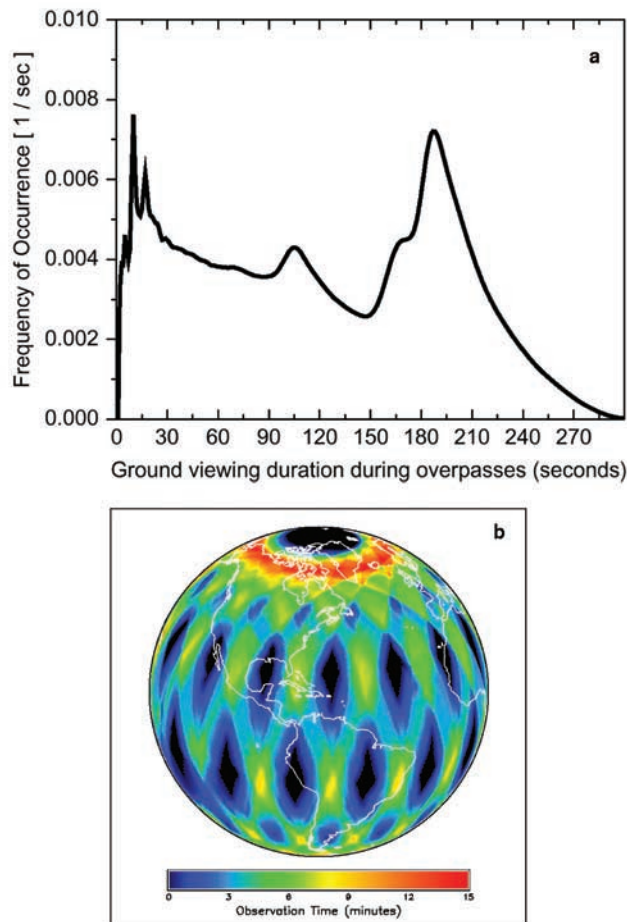 a
Frequency of Occurrence [ 1 / sec ]
0.010
0.008
0.006
0.004
0.002
0.000
0 30 60 90 120 150 180 210 240 270
Ground viewing duration during overpasses (seconds)
b
0 3 6 9 12 15
Observation Time (minutes)